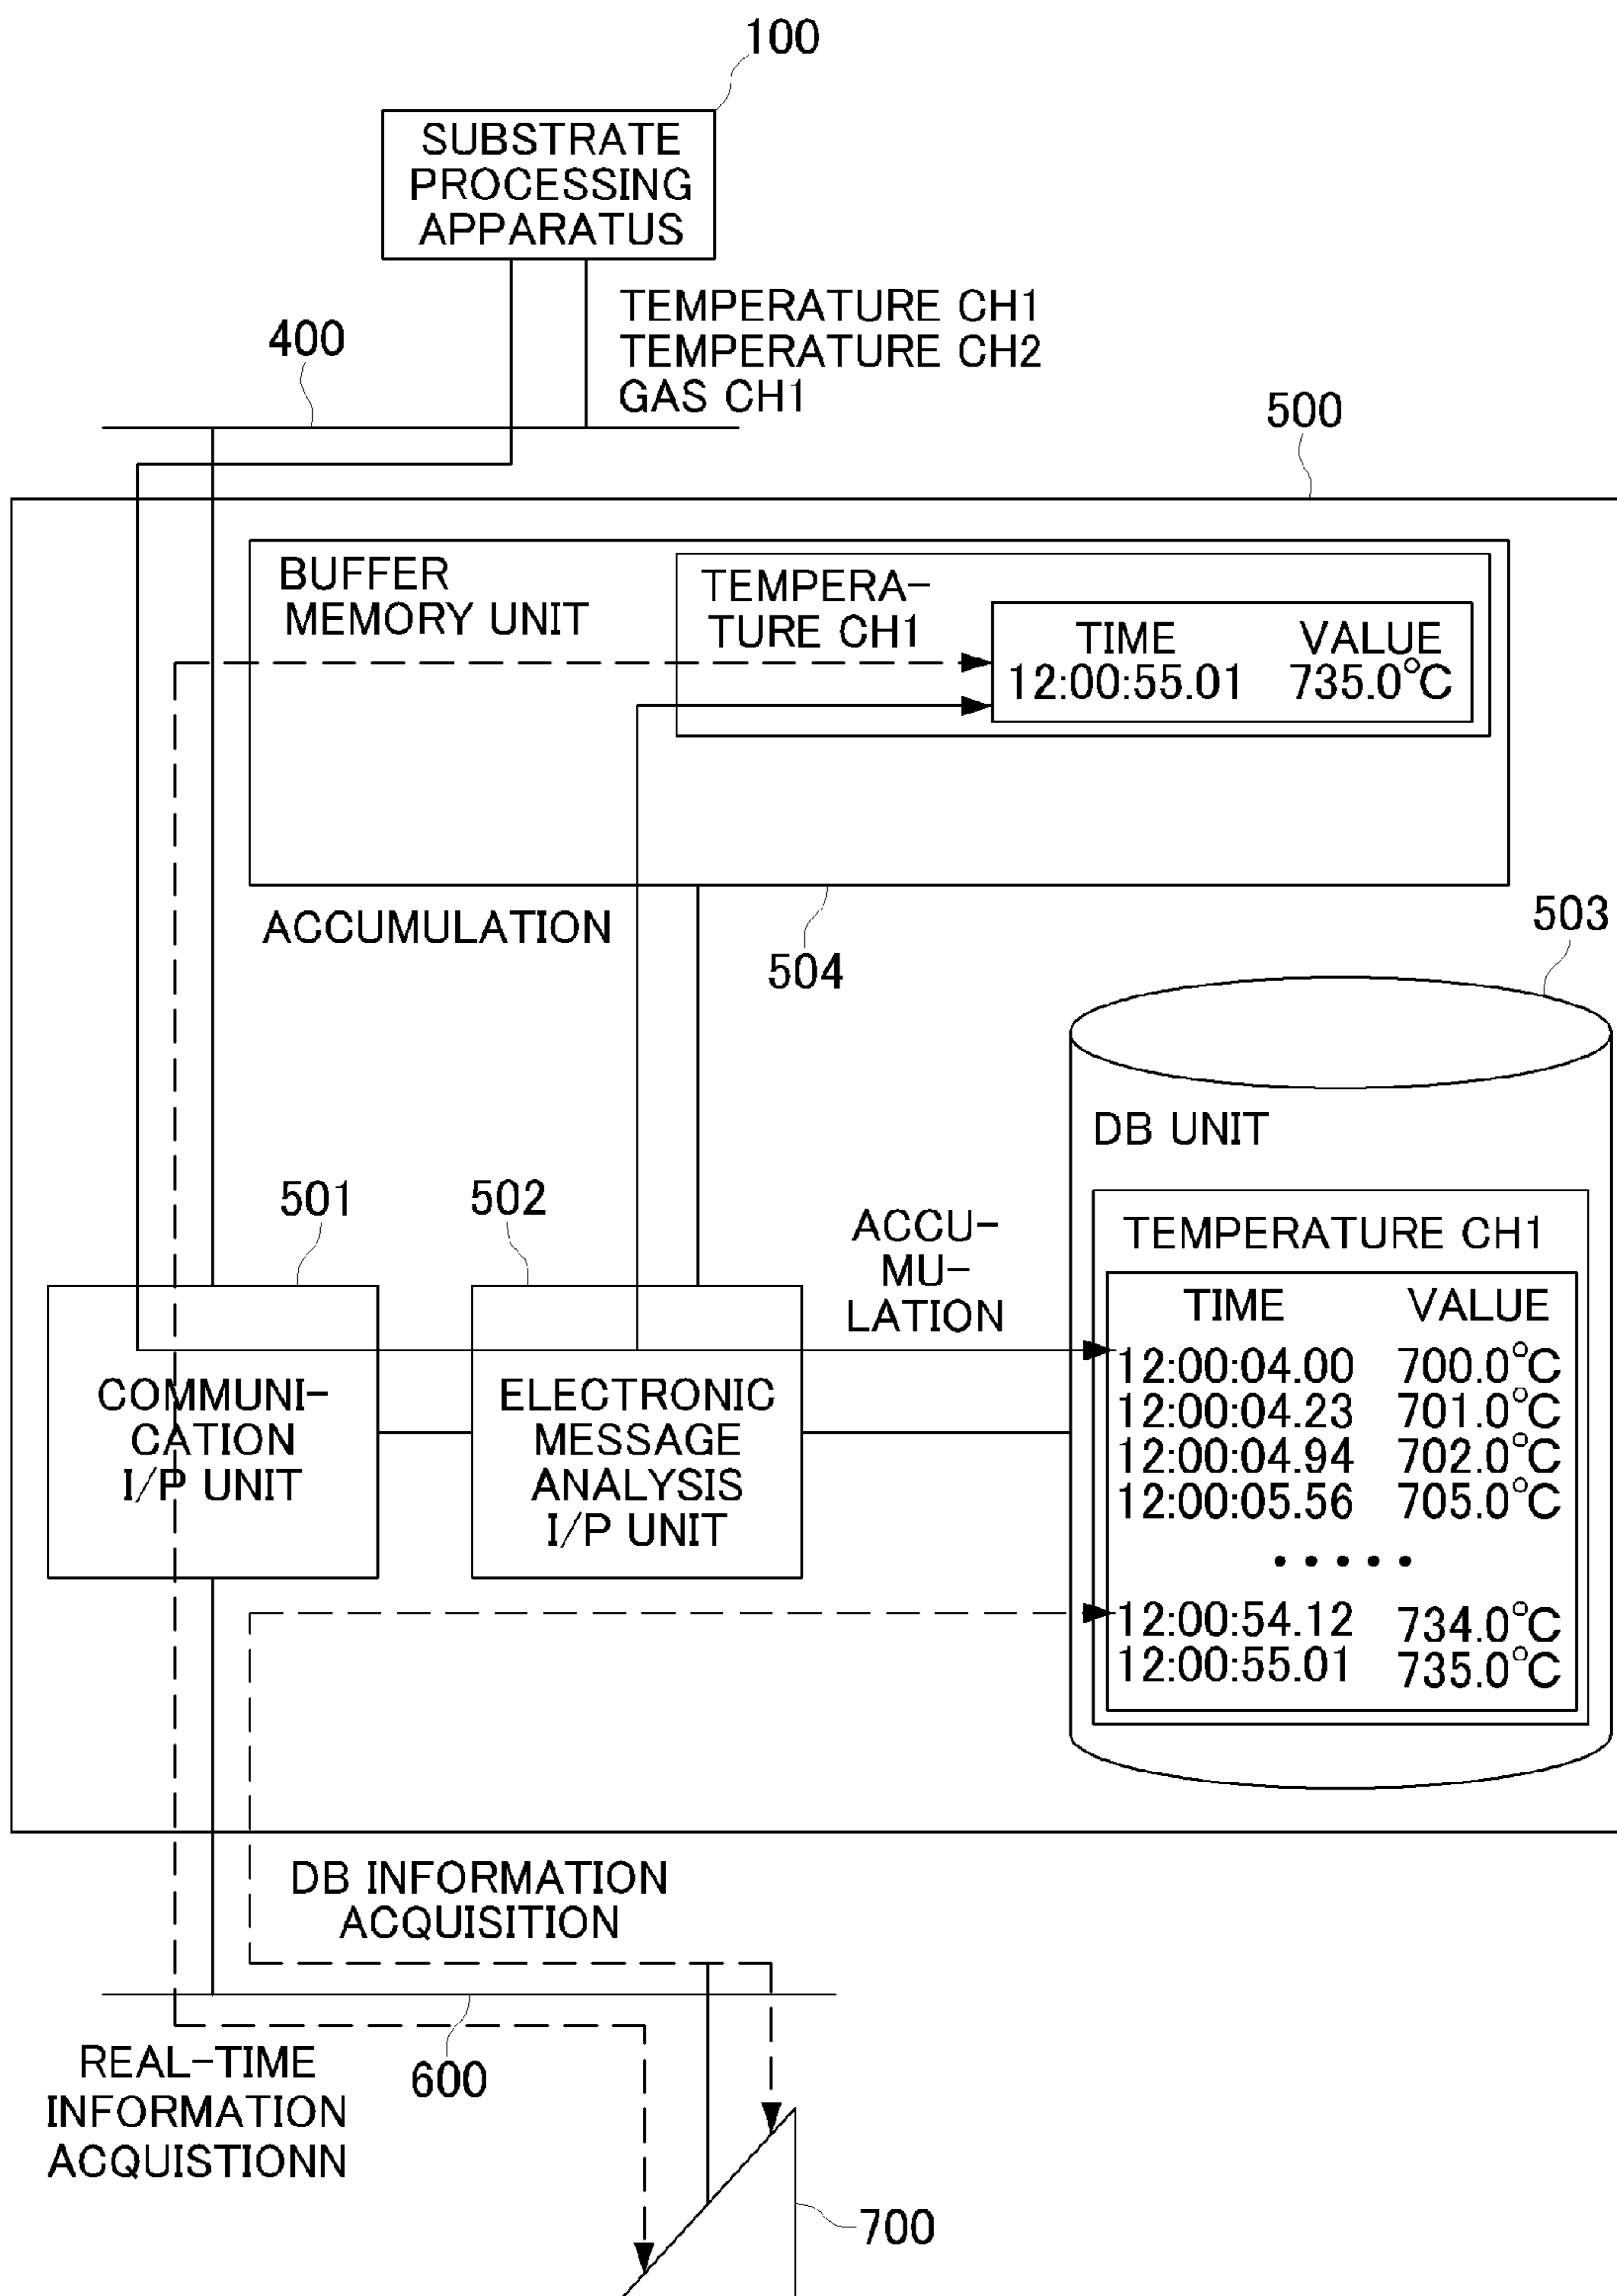 100
SUBSTRATE
PROCESSING
APPARATUS
TEMPERATURE CH1
TEMPERATURE CH2
GAS CH1
400
500
BUFFER
MEMORY UNIT
TEMPERA-
TURE CH1
TIME VALUE
12:00:55.01 735.0°C
ACCUMULATION
504
503
DB UNIT
501
502
ACCU-
MU-
LATION
TEMPERATURE CH1
TIME VALUE
12:00:04.00 700.0°C
12:00:04.23 701.0°C
12:00:04.94 702.0°C
12:00:05.56 705.0°C
•••••
12:00:54.12 734.0°C
12:00:55.01 735.0°C
COMMUNI-
CATION
I/P UNIT
ELECTRONIC
MESSAGE
ANALYSIS
I/P UNIT
DB INFORMATION
ACQUISITION
REAL-TIME
INFORMATION
ACQUISTIONN
600
700